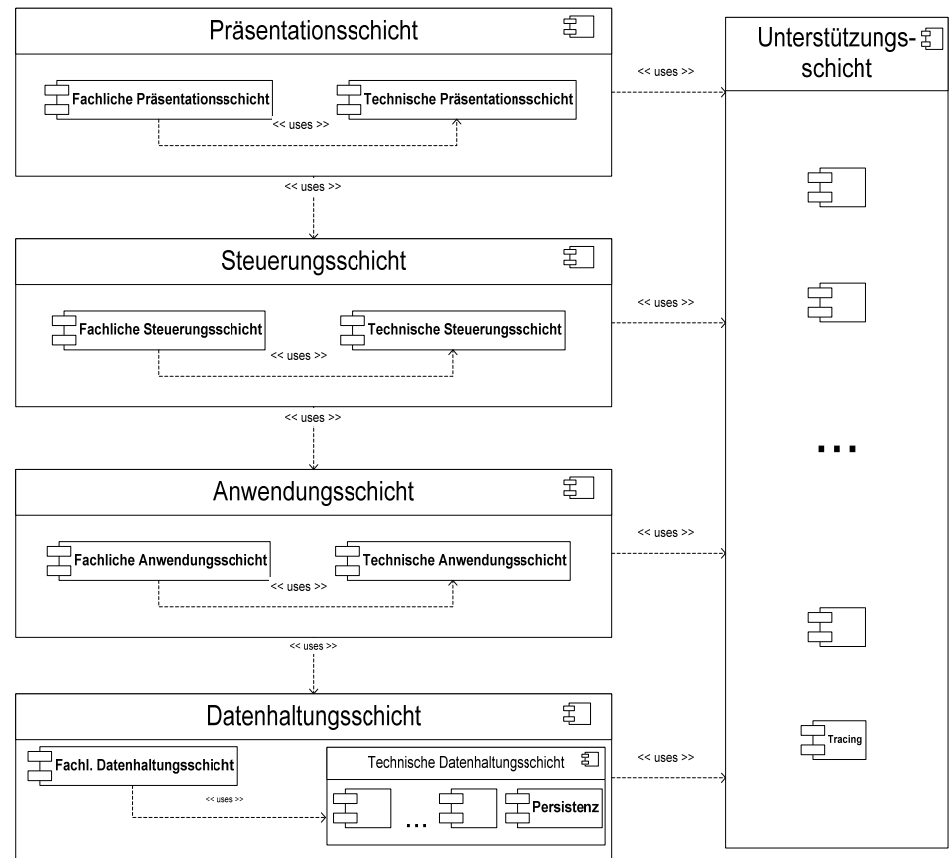 Präsentationsschicht
Fachliche Präsentationsschicht
Technische Präsentationsschicht
<< uses >>
<< uses >>
<< uses >>
Unterstützungs-
schicht
Steuerungsschicht
Fachliche Steuerungsschicht
Technische Steuerungsschicht
<< uses >>
<< uses >>
<< uses >>
...
Anwendungsschicht
Fachliche Anwendungsschicht
Technische Anwendungsschicht
<< uses >>
<< uses >>
<< uses >>
Datenhaltungsschicht
Fachl. Datenhaltungsschicht
<< uses >>
Technische Datenhaltungsschicht
...
Persistenz
<< uses >>
Tracing